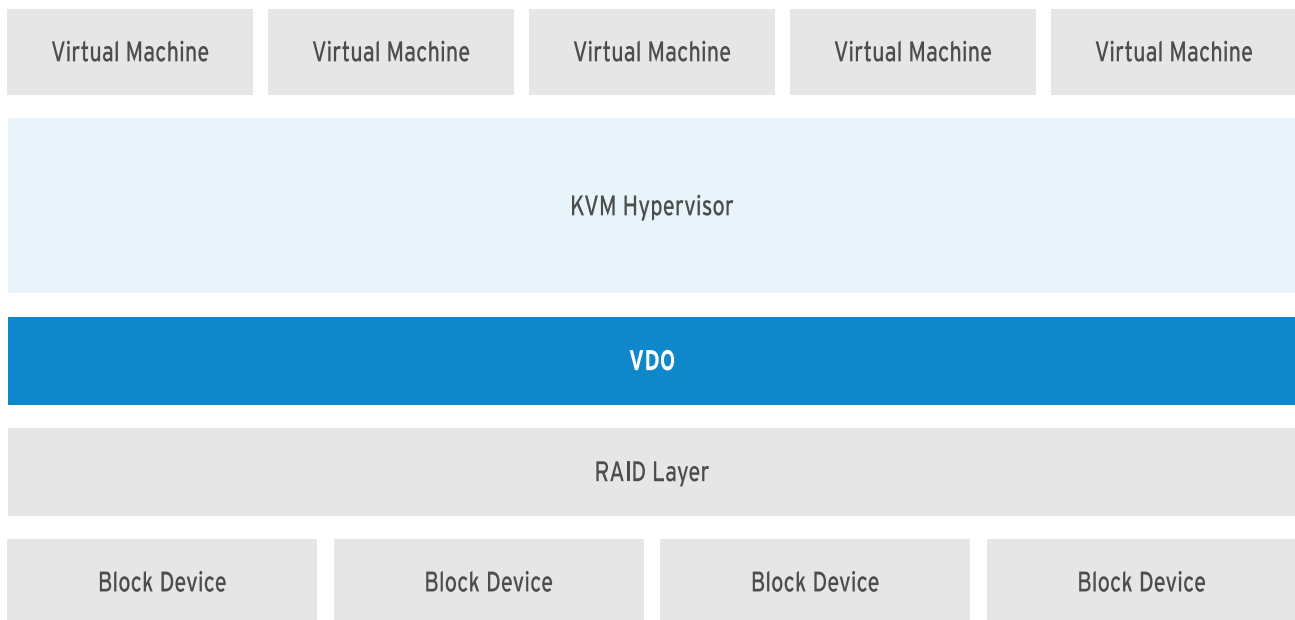 Virtual Machine Virtual Machine Virtual Machine Virtual Machine Virtual Machine
KVM Hypervisor
VDO
RAID Layer
Block Device Block Device Block Device Block Device